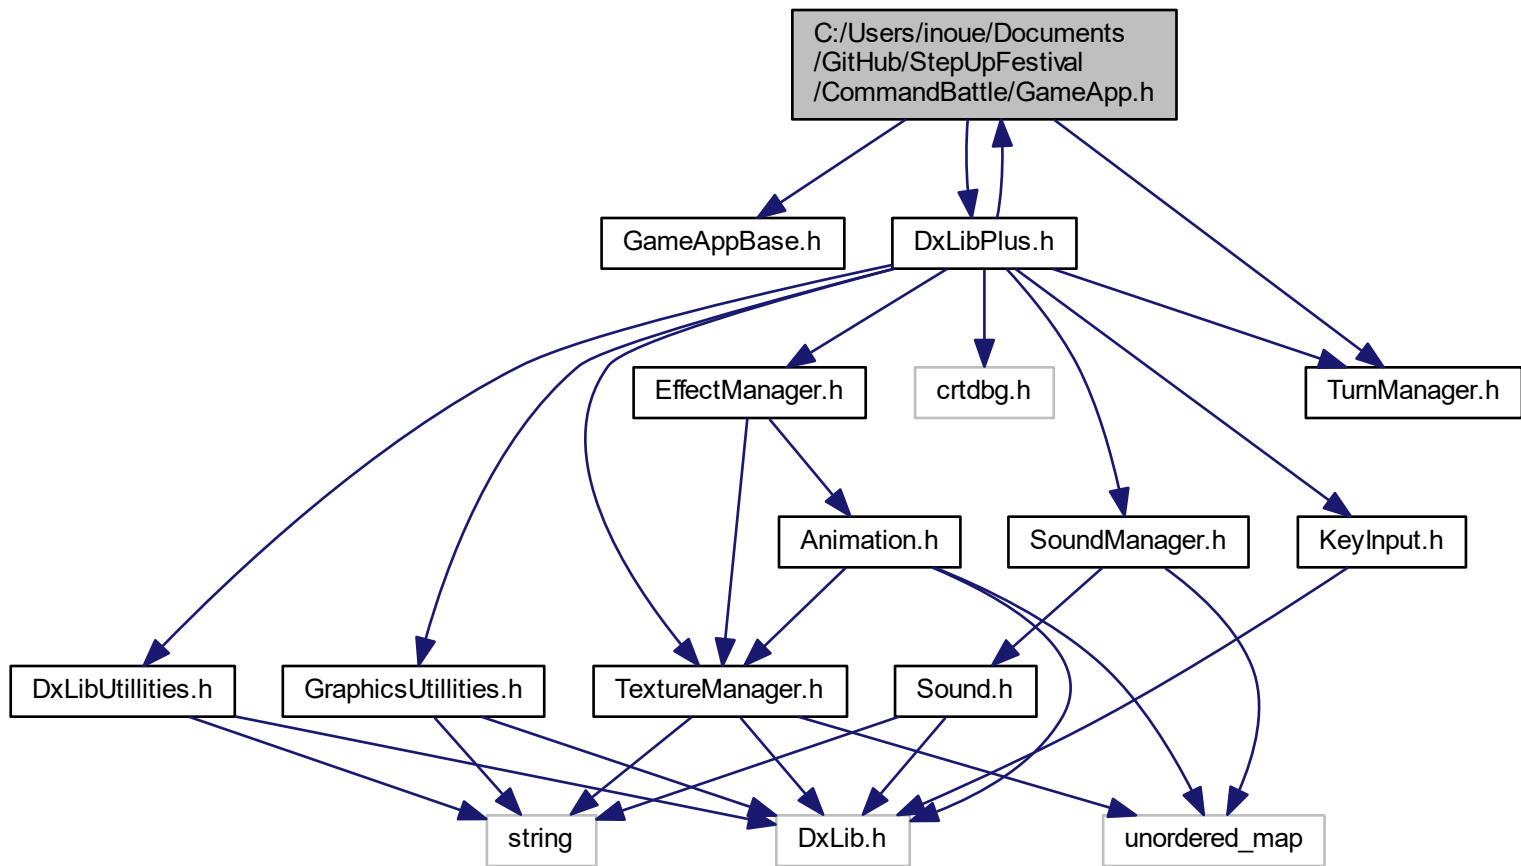 C:/Users/inoue/Documents
/GitHub/StepUpFestival
/CommandBattle/GameApp.h
GameAppBase.h
DxLibPlus.h
EffectManager.h
crtdbg.h
TurnManager.h
Animation.h
SoundManager.h
KeyInput.h
DxLibUtillities.h
GraphicsUtillities.h
TextureManager.h
Sound.h
string
DxLib.h
unordered_map